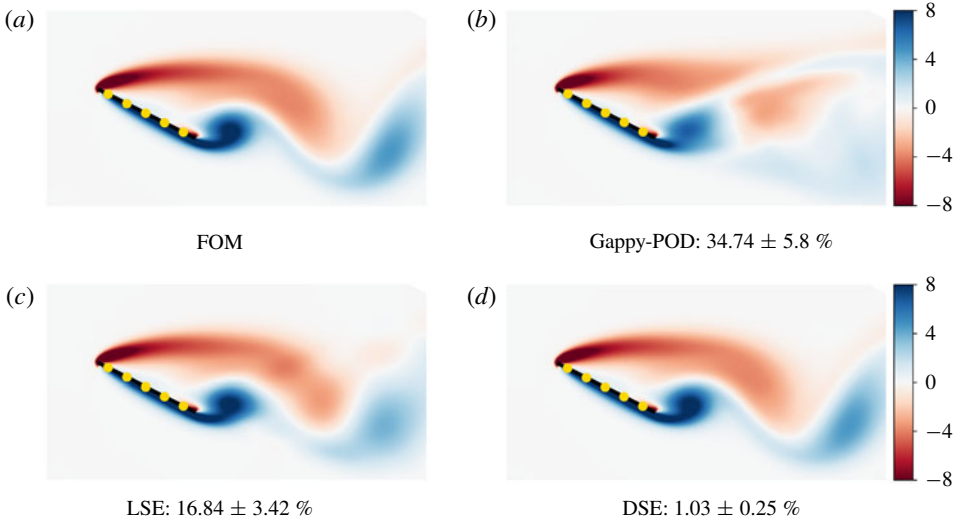 (a)
(b)
8
4
0
−4
−8
FOM
Gappy-POD: 34.74 ± 5.8 %
(c)
(d)
8
4
0
−4
−8
LSE: 16.84 ± 3.42 %
DSE: 1.03 ± 0.25 %